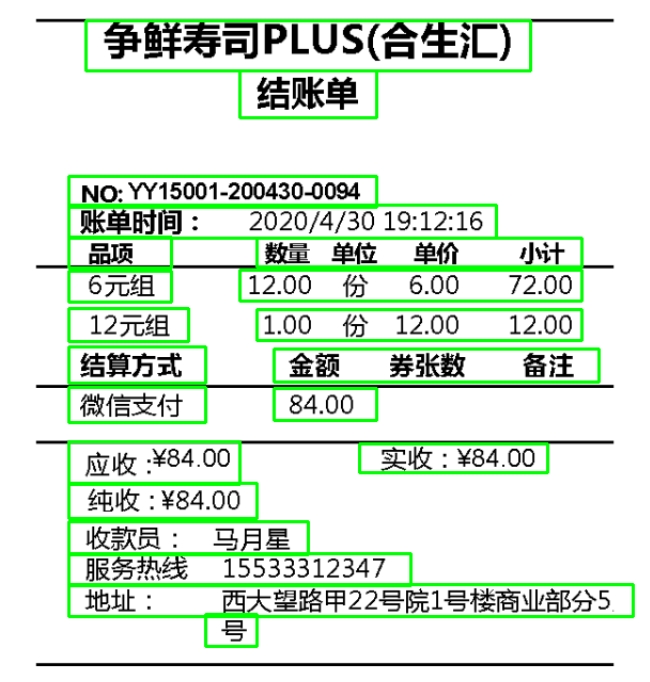 争鲜寿司PLUS(合生汇)
结账单
NO: YY15001-200430-0094
账单时间： 2020/4/30 19:12:16
品项 数量 单位 单价 小计
6元组 12.00 份 6.00 72.00
12元组 1.00 份 12.00 12.00
结算方式 金额 券张数 备注
微信支付 84.00
应收：¥84.00 实收：¥84.00
纯收：¥84.00
收款员： 马月星
服务热线 15533312347
地址： 西大望路甲22号院1号楼商业部分5
号